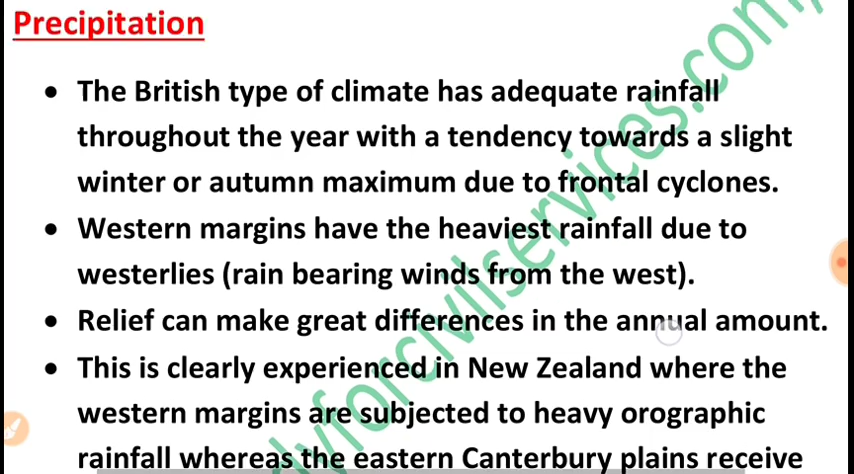 Precipitation
• The British type of climate has adequate rainfall
throughout the year with a tendency towards a slight
winter or autumn maximum due to frontal cyclones.
• Western margins have the heaviest rainfall due to
westerlies (rain bearing winds from the west).
• Relief can make great differences in the annual amount.
• This is clearly experienced in New Zealand where the
western margins are subjected to heavy orographic
rainfall whereas the eastern Canterbury plains receive
lyforcivilservices.com